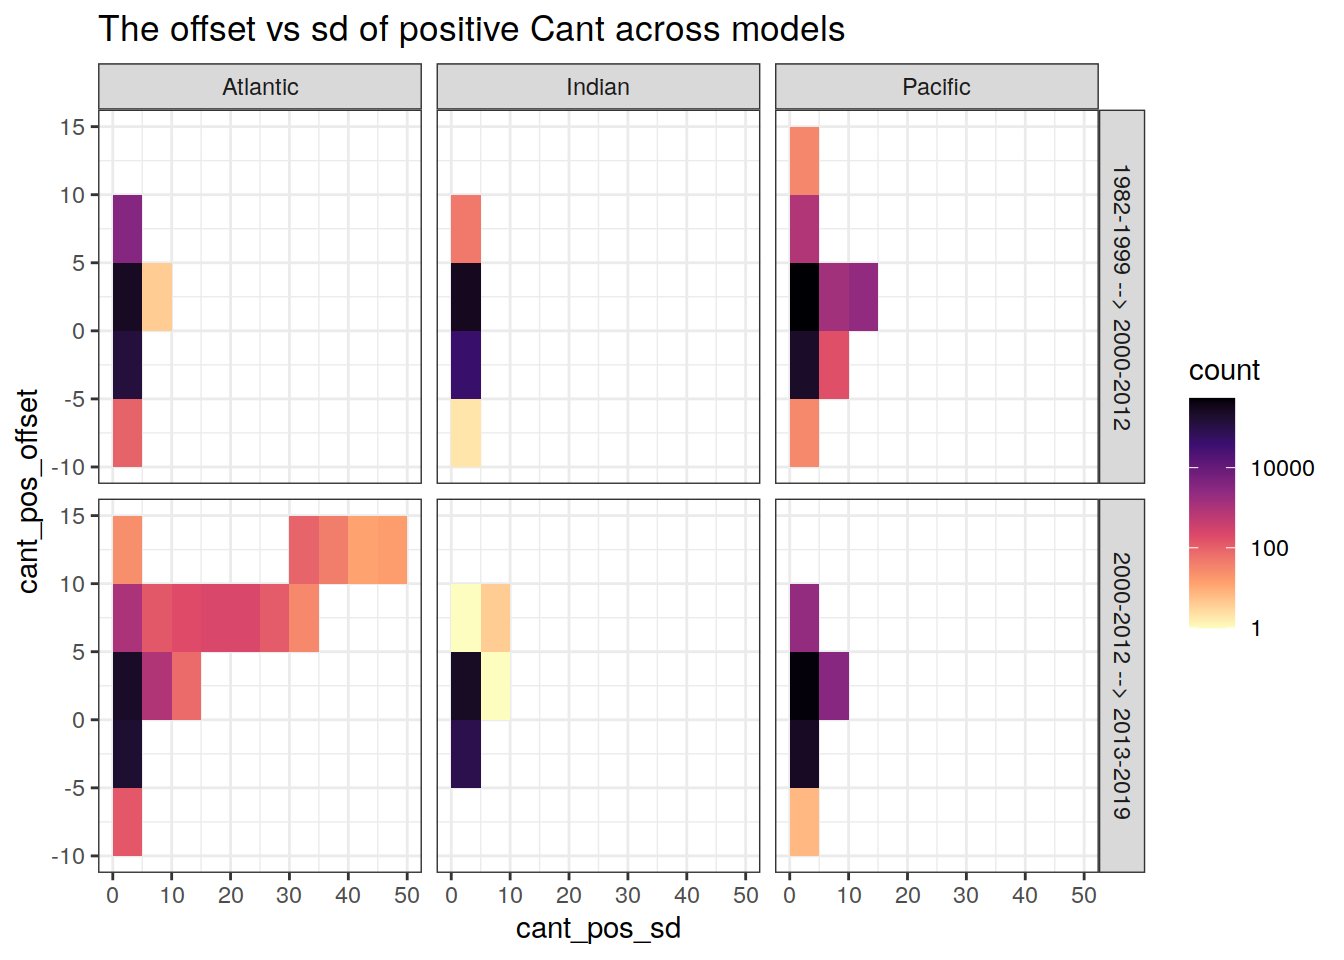 The offset vs sd of positive Cant across models
Atlantic
Indian
Pacific
15
10
5
0
-5
-10
1982-1999 --> 2000-2012
15
10
5
0
-5
-10
2000-2012 --> 2013-2019
0 10 20 30 40 50
0 10 20 30 40 50
0 10 20 30 40 50
cant_pos_sd
cant_pos_offset
count
10000
100
1